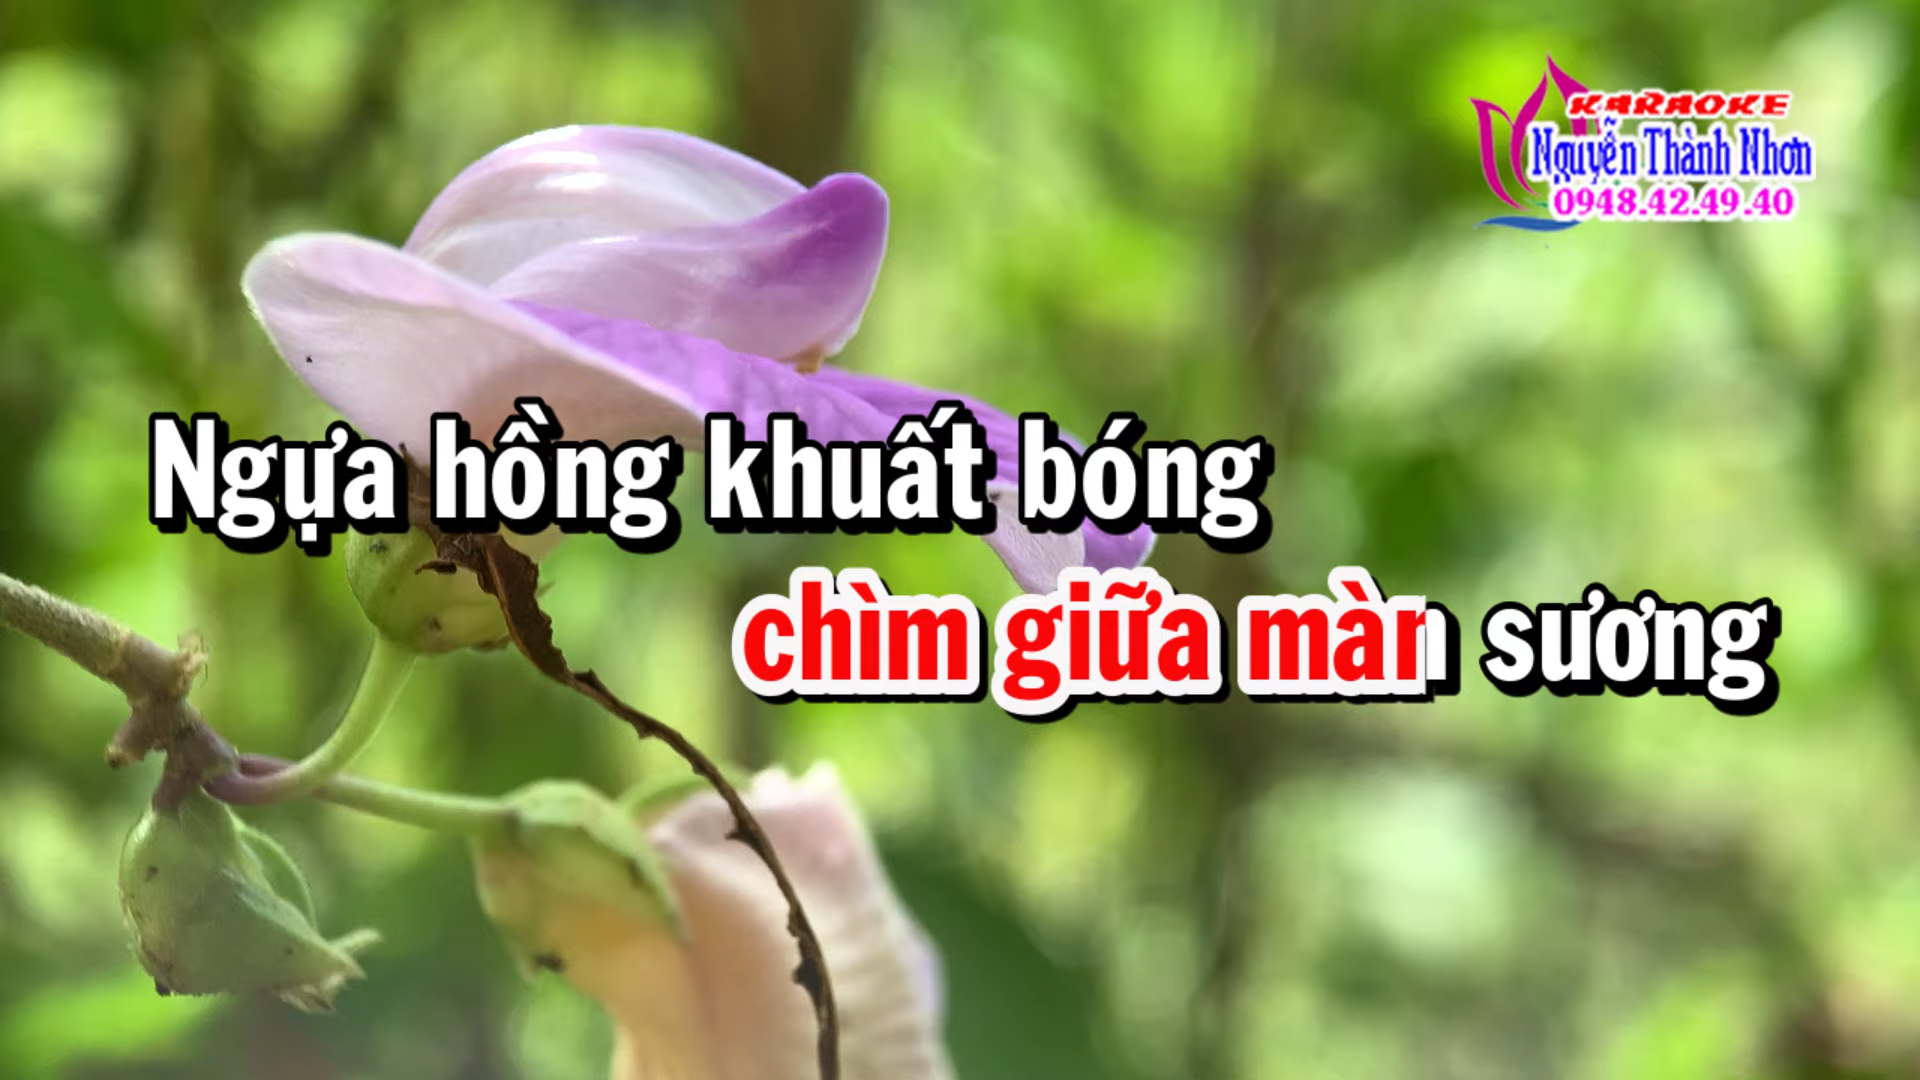 KARAOKE
Nguyễn Thành Nhơn
0948.42.49.40
Ngựa hồng khuất bóng
chìm giữa màn sương